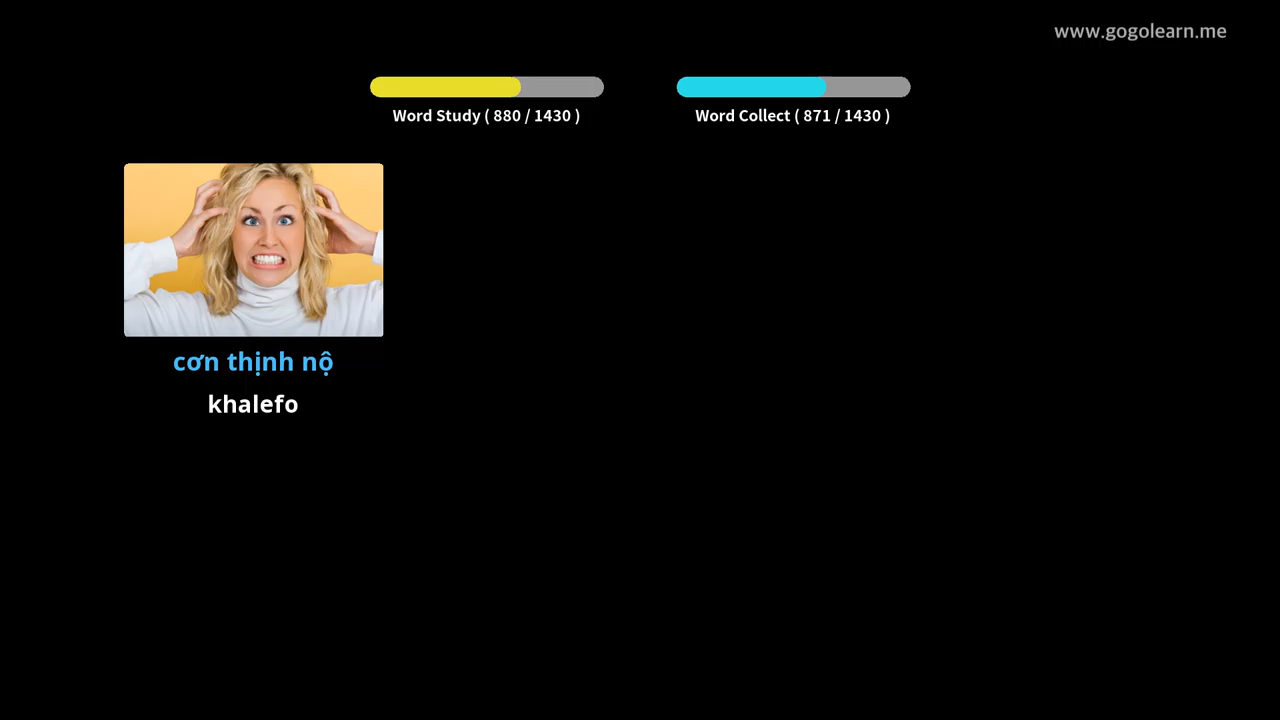 www.gogolearn.me
Word Study ( 880 / 1430 )
Word Collect ( 871 / 1430 )
cơn thịnh nộ
khalefo